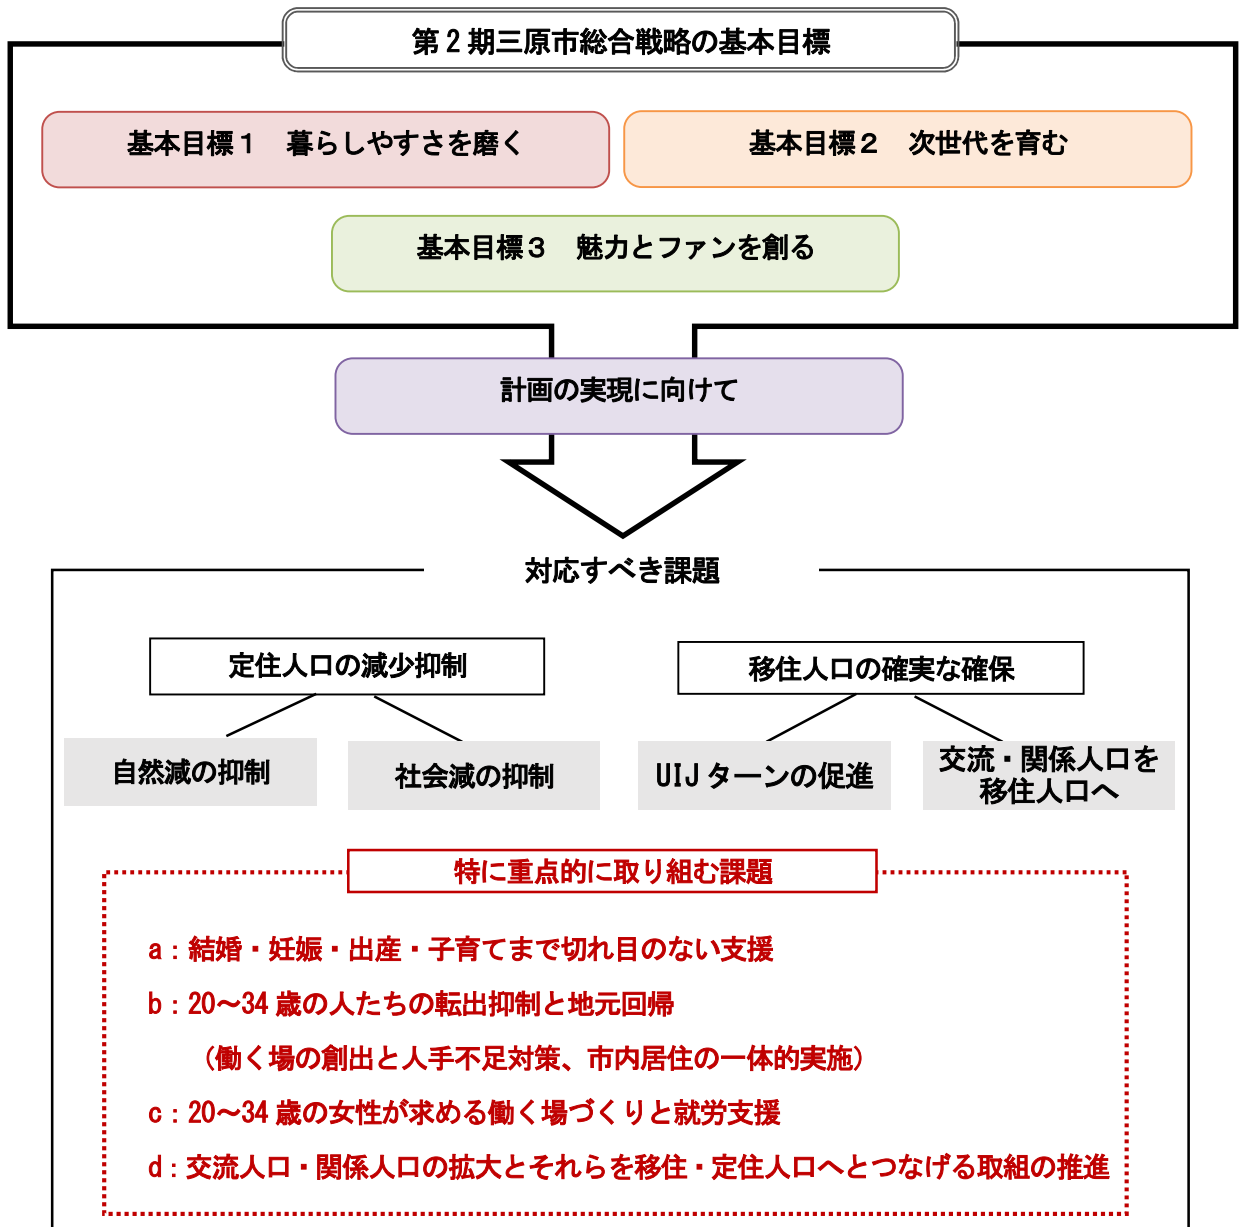 第２期三原市総合戦略の基本目標
基本目標１　暮らしやすさを磨く
基本目標２　次世代を育む
基本目標３　魅力とファンを創る
計画の実現に向けて
対応すべき課題
定住人口の減少抑制
移住人口の確実な確保
自然減の抑制
社会減の抑制
UIJターンの促進
交流・関係人口を
移住人口へ
特に重点的に取り組む課題
a：結婚・妊娠・出産・子育てまで切れ目のない支援
b：20～34歳の人たちの転出抑制と地元回帰
（働く場の創出と人手不足対策、市内居住の一体的実施）
c：20～34歳の女性が求める働く場づくりと就労支援
d：交流人口・関係人口の拡大とそれらを移住・定住人口へとつなげる取組の推進